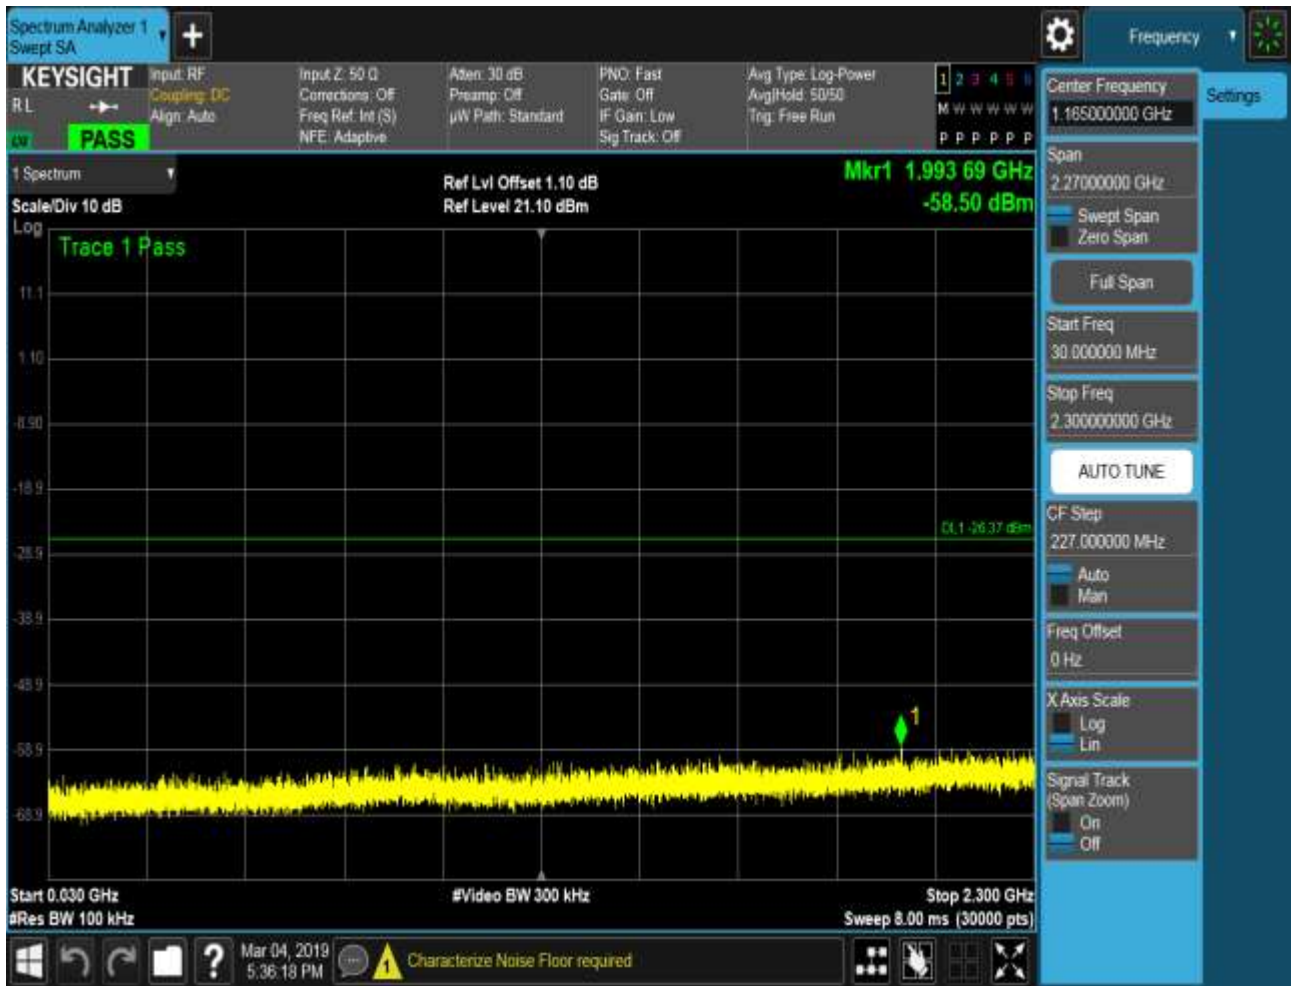 Spectrum Analyzer 1
Swept SA
+
Frequency
KEYSIGHT
R L
PASS
Input: RF
Coupling: DC
Align: Auto
Input Z: 50 Ω
Corrections: Off
Freq Ref: Int (S)
NFE: Adaptive
Atten: 30 dB
Preamp: Off
µW Path: Standard
PNO: Fast
Gate: Off
IF Gain: Low
Sig Track: Off
Avg Type: Log-Power
Avg|Hold: 50/50
Trig: Free Run
1 2 3 4 5 6
M W W W W W
P P P P P P
1 Spectrum
Scale/Div 10 dB
Log
Ref Lvl Offset 1.10 dB
Ref Level 21.10 dBm
Mkr1 1.993 69 GHz
-58.50 dBm
Trace 1 Pass
11.1
1.10
-8.90
-18.9
DL1 -26.37 dBm
-28.9
-38.9
-48.9
1
-58.9
-68.9
Start 0.030 GHz
#Res BW 100 kHz
#Video BW 300 kHz
Stop 2.300 GHz
Sweep 8.00 ms (30000 pts)
Center Frequency
1.165000000 GHz
Settings
Span
2.27000000 GHz
Swept Span
Zero Span
Full Span
Start Freq
30.000000 MHz
Stop Freq
2.300000000 GHz
AUTO TUNE
CF Step
227.000000 MHz
Auto
Man
Freq Offset
0 Hz
X Axis Scale
Log
Lin
Signal Track
(Span Zoom)
On
Off
?
Mar 04, 2019
5:36:18 PM
1
Characterize Noise Floor required